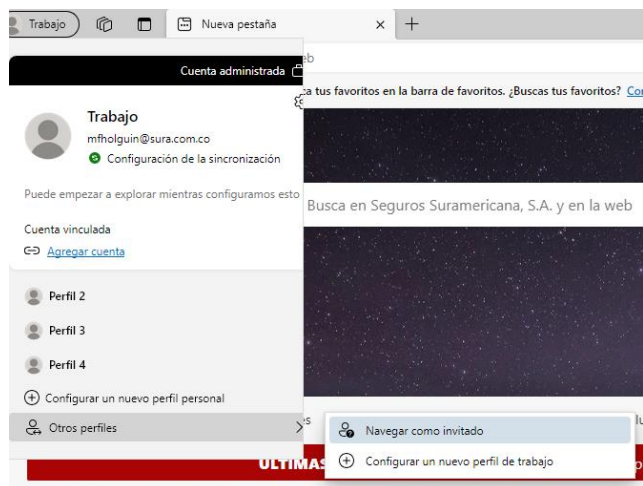 Trabajo
Nueva pestaña
Cuenta administrada
Trabajo
mfholguin@sura.com.co
Configuración de la sincronización
Puede empezar a explorar mientras configuramos esto
Cuenta vinculada
Agregar cuenta
Perfil 2
Perfil 3
Perfil 4
Configurar un nuevo perfil personal
Otros perfiles
eb
ca tus favoritos en la barra de favoritos. ¿Buscas tus favoritos?
Busca en Seguros Suramericana, S.A. y en la web
Navegar como invitado
Configurar un nuevo perfil de trabajo